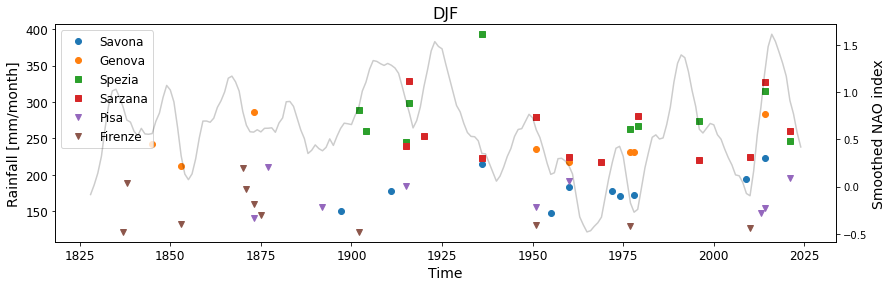 DJF
Rainfall [mm/month]
400
350
300
250
200
150
Savona
Genova
Spezia
Sarzana
Pisa
Firenze
1.5
1.0
0.5
0.0
−0.5
Smoothed NAO index
1825 1850 1875 1900 1925 1950 1975 2000 2025
Time